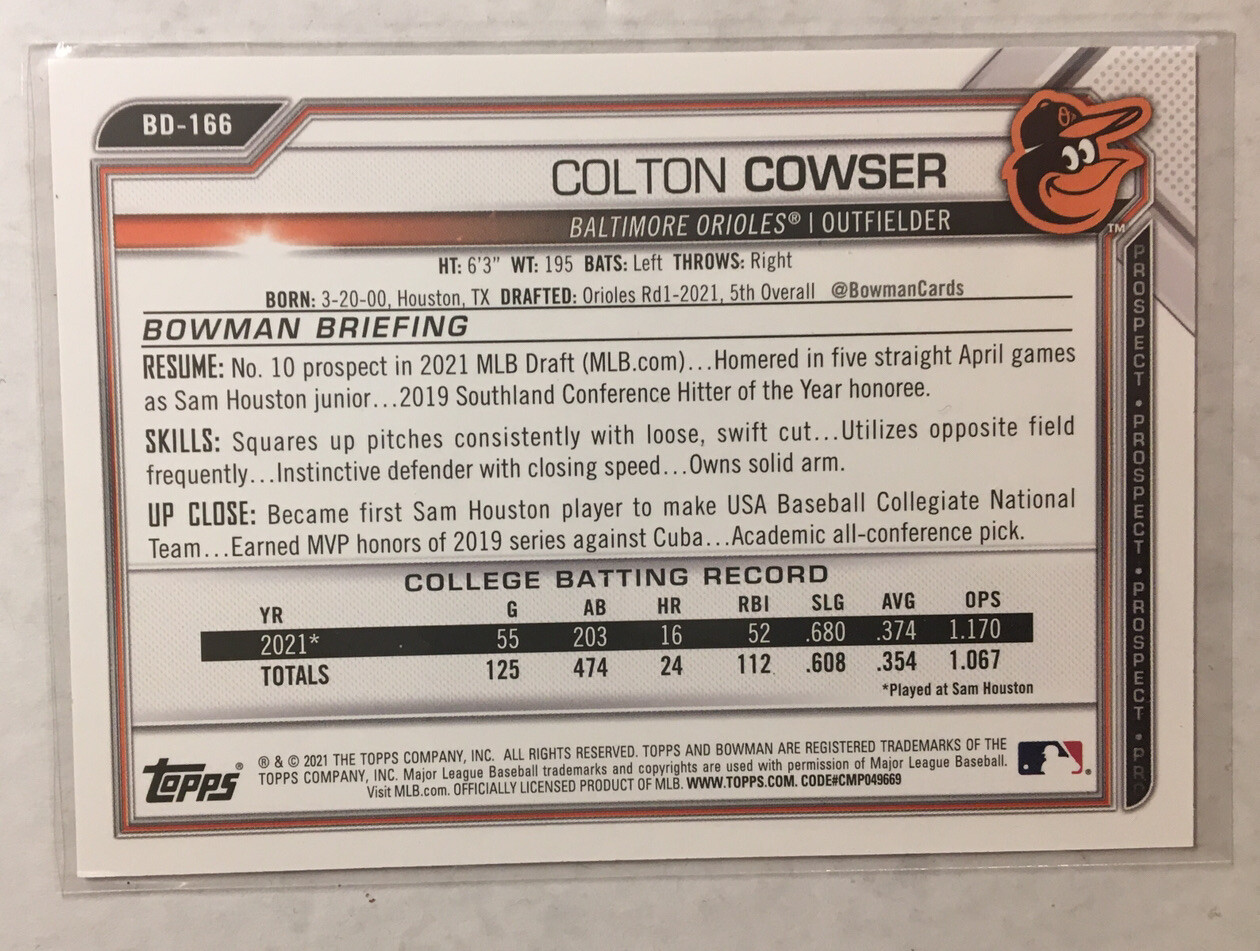 BD-166
COLTON COWSER
BALTIMORE ORIOLES® | OUTFIELDER
TM
HT: 6'3" WT: 195 BATS: Left THROWS: Right
BORN: 3-20-00, Houston, TX DRAFTED: Orioles Rd1-2021, 5th Overall @BowmanCards
BOWMAN BRIEFING
RESUME: No. 10 prospect in 2021 MLB Draft (MLB.com)...Homered in five straight April games
as Sam Houston junior...2019 Southland Conference Hitter of the Year honoree.
SKILLS: Squares up pitches consistently with loose, swift cut...Utilizes opposite field
frequently...Instinctive defender with closing speed...Owns solid arm.
UP CLOSE: Became first Sam Houston player to make USA Baseball Collegiate National
Team...Earned MVP honors of 2019 series against Cuba...Academic all-conference pick.
COLLEGE BATTING RECORD
YR G AB HR RBI SLG AVG OPS
2021* 55 203 16 52 .680 .374 1.170
TOTALS 125 474 24 112 .608 .354 1.067
*Played at Sam Houston
PROSPECT • PROSPECT • PROSPECT • PRO
Topps®
® & © 2021 THE TOPPS COMPANY, INC. ALL RIGHTS RESERVED. TOPPS AND BOWMAN ARE REGISTERED TRADEMARKS OF THE
TOPPS COMPANY, INC. Major League Baseball trademarks and copyrights are used with permission of Major League Baseball.
Visit MLB.com. OFFICIALLY LICENSED PRODUCT OF MLB. WWW.TOPPS.COM. CODE#CMP049669